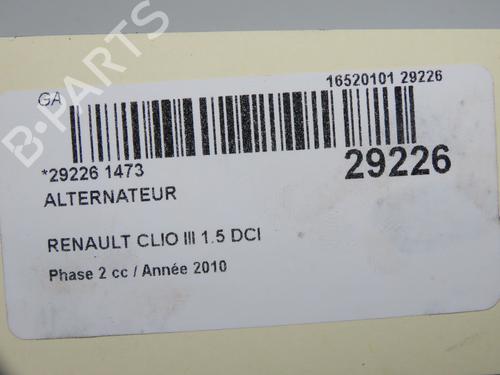 B-PARTS
GA
16520101 29226
*29226 1473
29226
ALTERNATEUR
RENAULT CLIO III 1.5 DCI
Phase 2 cc / Année 2010